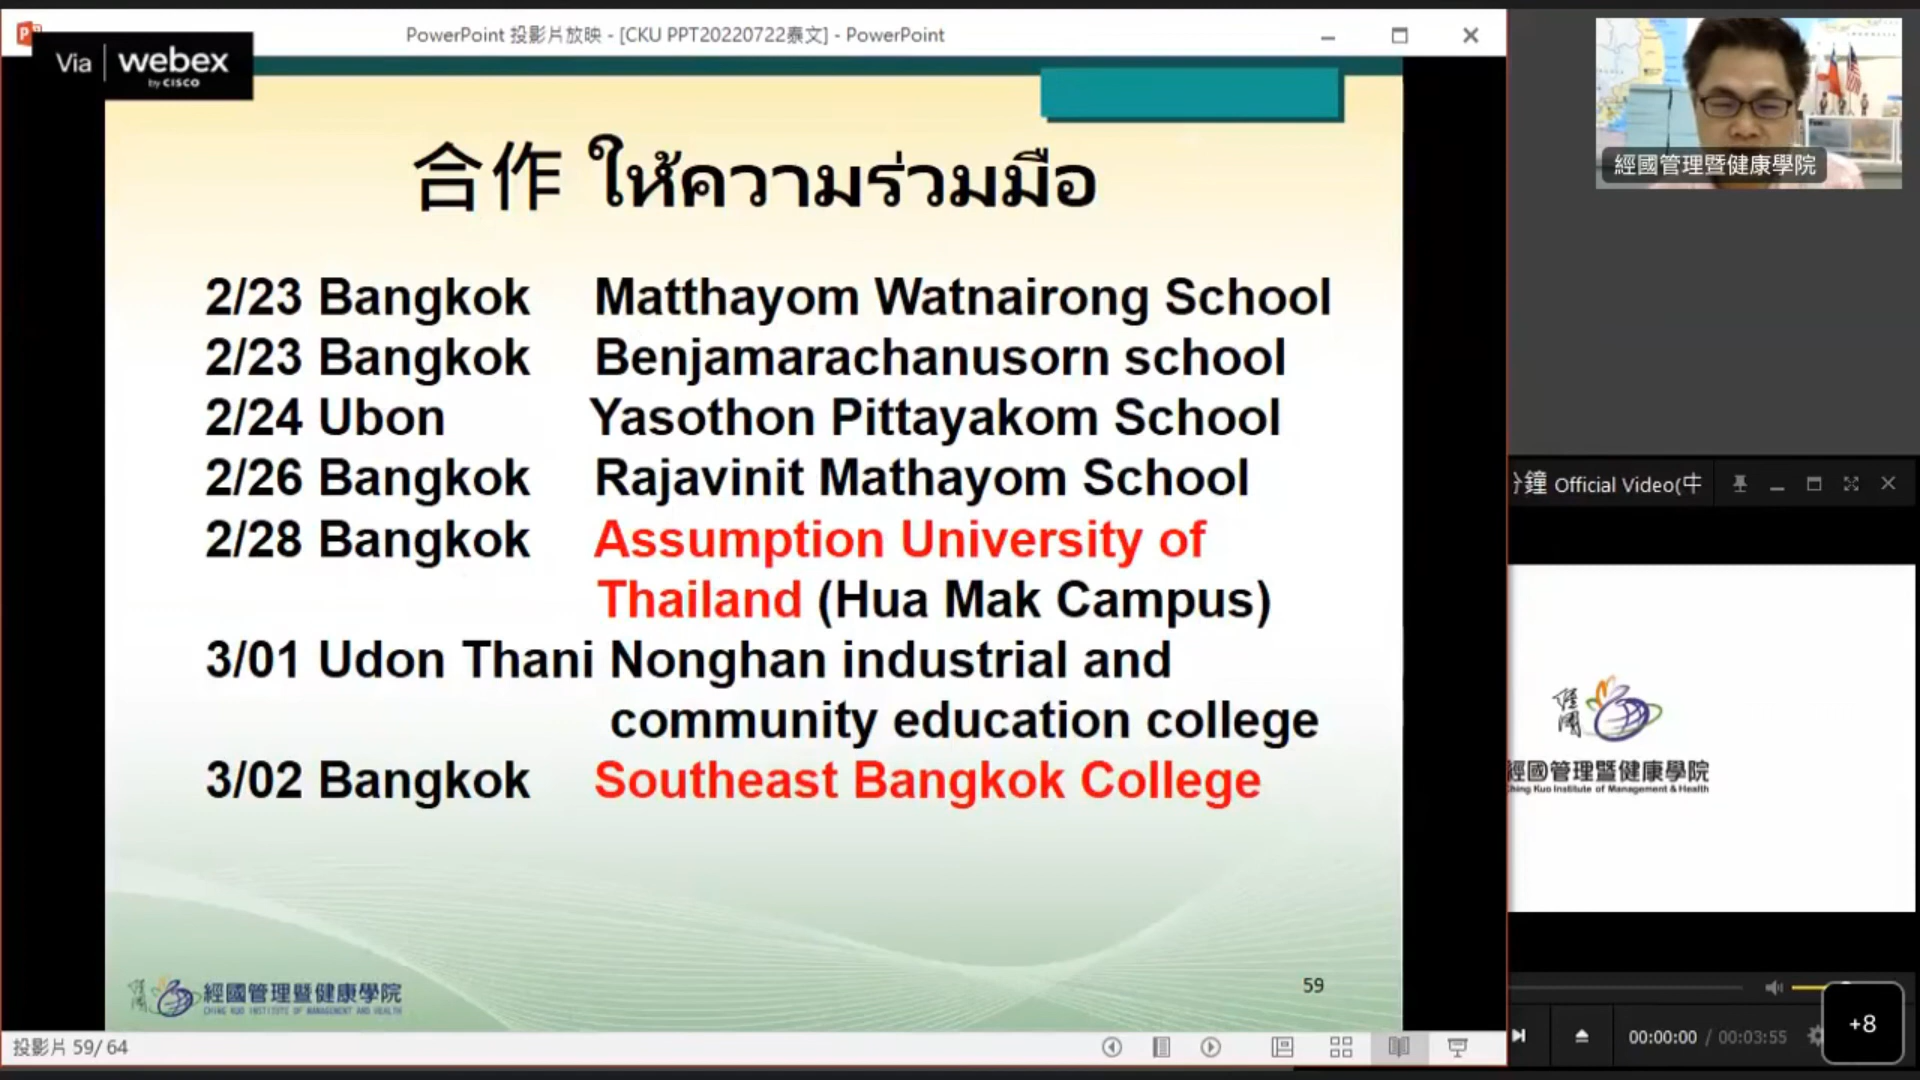 PowerPoint 投影片放映 - [CKU PPT20220722泰文] - PowerPoint
Via webex
by CISCO
合作 ให้ความร่วมมือ
2/23 Bangkok Matthayom Watnairong School
2/23 Bangkok Benjamarachanusorn school
2/24 Ubon Yasothon Pittayakom School
2/26 Bangkok Rajavinit Mathayom School
2/28 Bangkok Assumption University of
Thailand (Hua Mak Campus)
3/01 Udon Thani Nonghan industrial and
community education college
3/02 Bangkok Southeast Bangkok College
經國管理暨健康學院
CHING KUO INSTITUTE OF MANAGEMENT AND HEALTH
59
投影片 59/ 64
經國管理暨健康學院
分鐘 Official Video(中
經國
經國管理暨健康學院
Ching Kuo Institute of Management & Health
00:00:00 / 00:03:55
+8